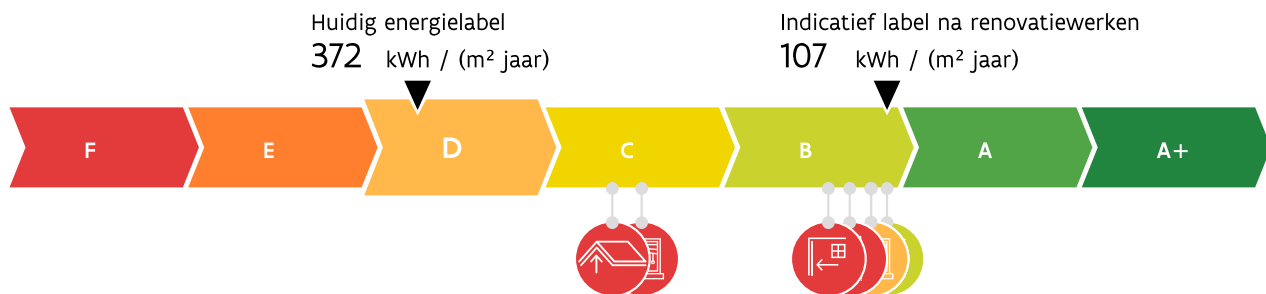 Huidig energielabel
372 kWh / (m² jaar)
Indicatief label na renovatiewerken
107 kWh / (m² jaar)
F E D C B A A+